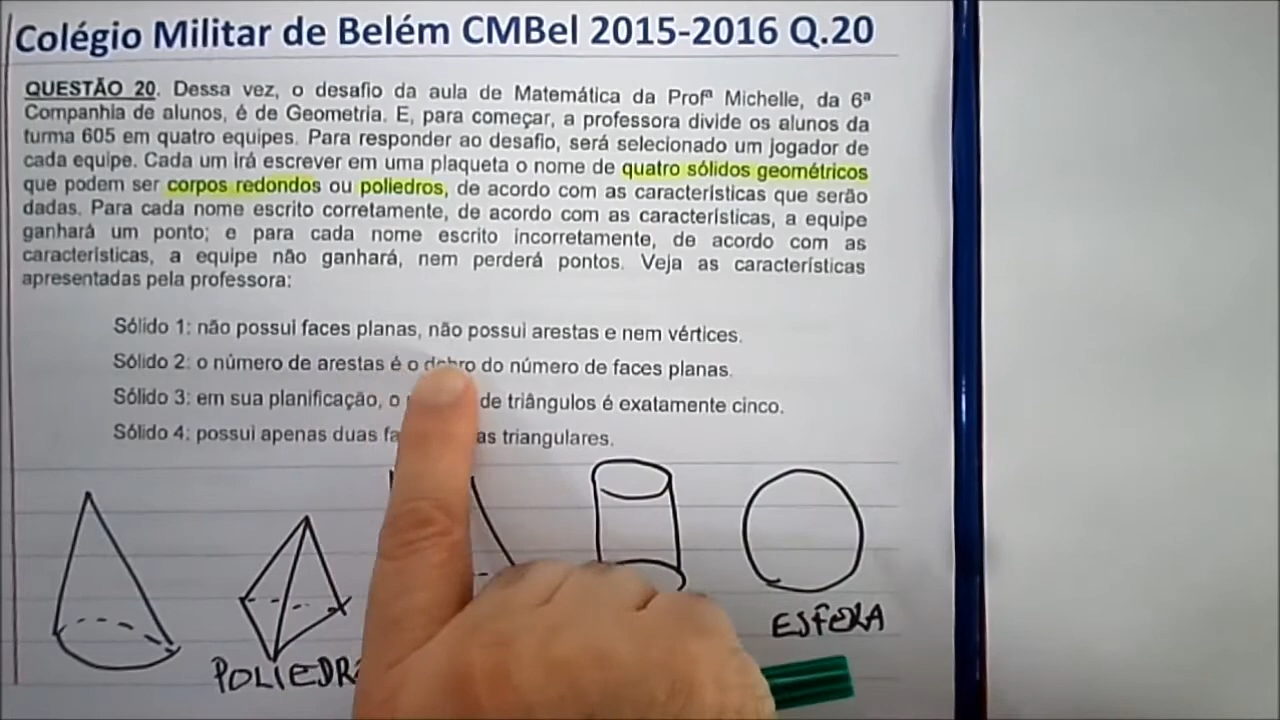 Colégio Militar de Belém CMBel 2015-2016 Q.20
QUESTÃO 20. Dessa vez, o desafio da aula de Matemática da Profª Michelle, da 6ª
Companhia de alunos, é de Geometria. E, para começar, a professora divide os alunos da
turma 605 em quatro equipes. Para responder ao desafio, será selecionado um jogador de
cada equipe. Cada um irá escrever em uma plaqueta o nome de quatro sólidos geométricos
que podem ser corpos redondos ou poliedros, de acordo com as características que serão
dadas. Para cada nome escrito corretamente, de acordo com as características, a equipe
ganhará um ponto; e para cada nome escrito incorretamente, de acordo com as
características, a equipe não ganhará, nem perderá pontos. Veja as características
apresentadas pela professora:
Sólido 1: não possui faces planas, não possui arestas e nem vértices.
Sólido 2: o número de arestas é o dobro do número de faces planas.
Sólido 3: em sua planificação, o de triângulos é exatamente cinco.
Sólido 4: possui apenas duas triangulares.
ESFERA
POLIEDR